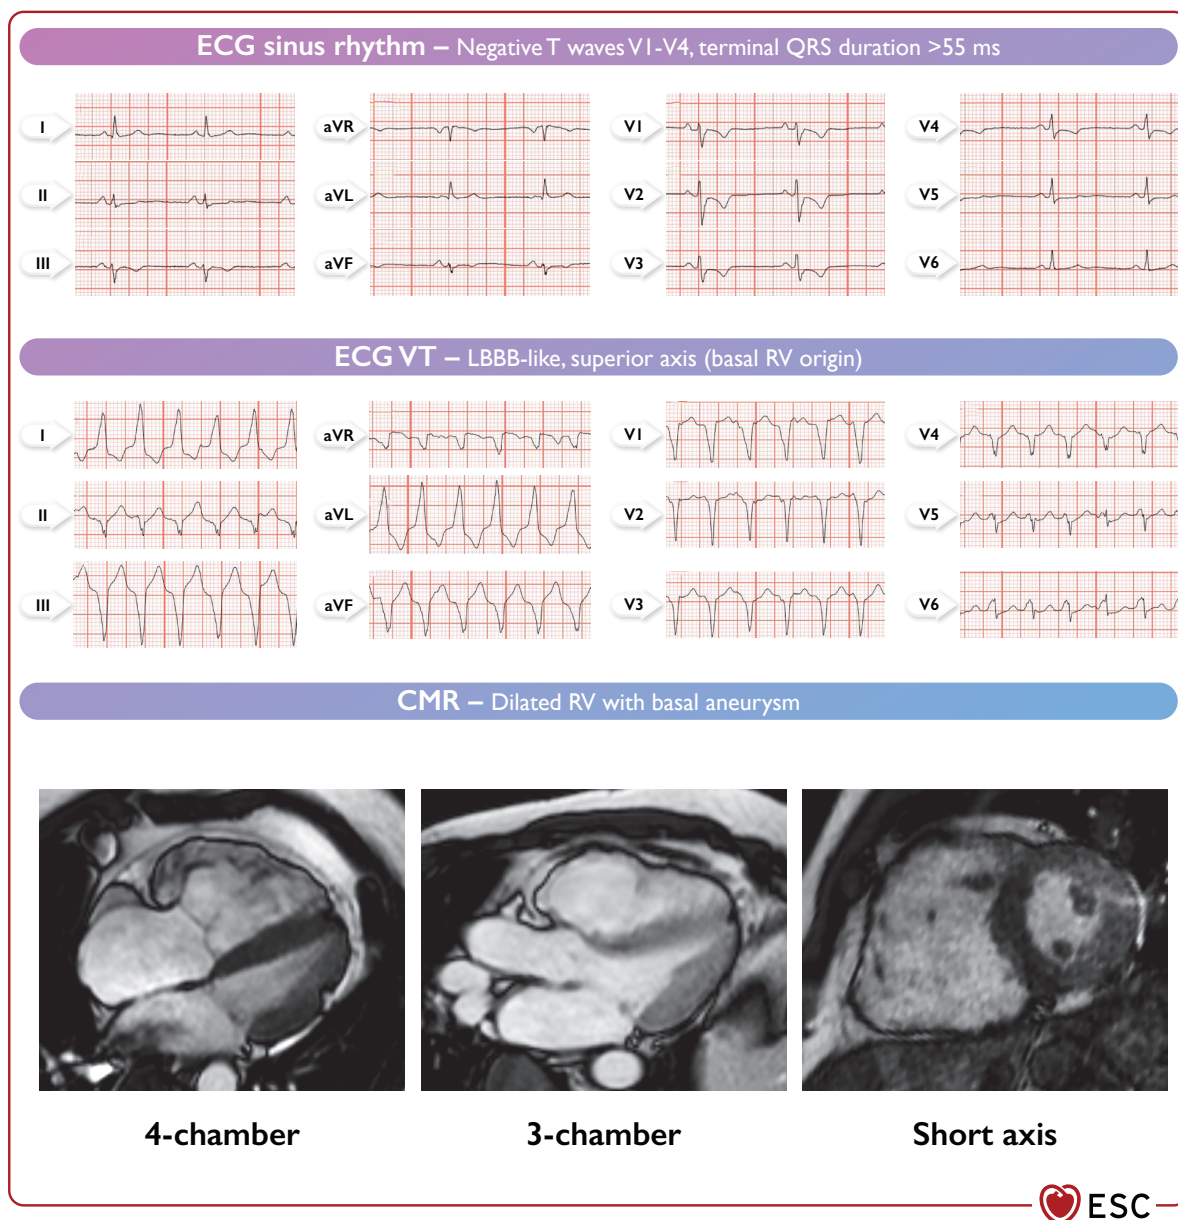 ECG sinus rhythm – Negative T waves V1-V4, terminal QRS duration >55 ms
I
aVR
V1
V4
II
aVL
V2
V5
III
aVF
V3
V6
ECG VT – LBBB-like, superior axis (basal RV origin)
I
aVR
V1
V4
II
aVL
V2
V5
III
aVF
V3
V6
CMR – Dilated RV with basal aneurysm
4-chamber
3-chamber
Short axis
ESC